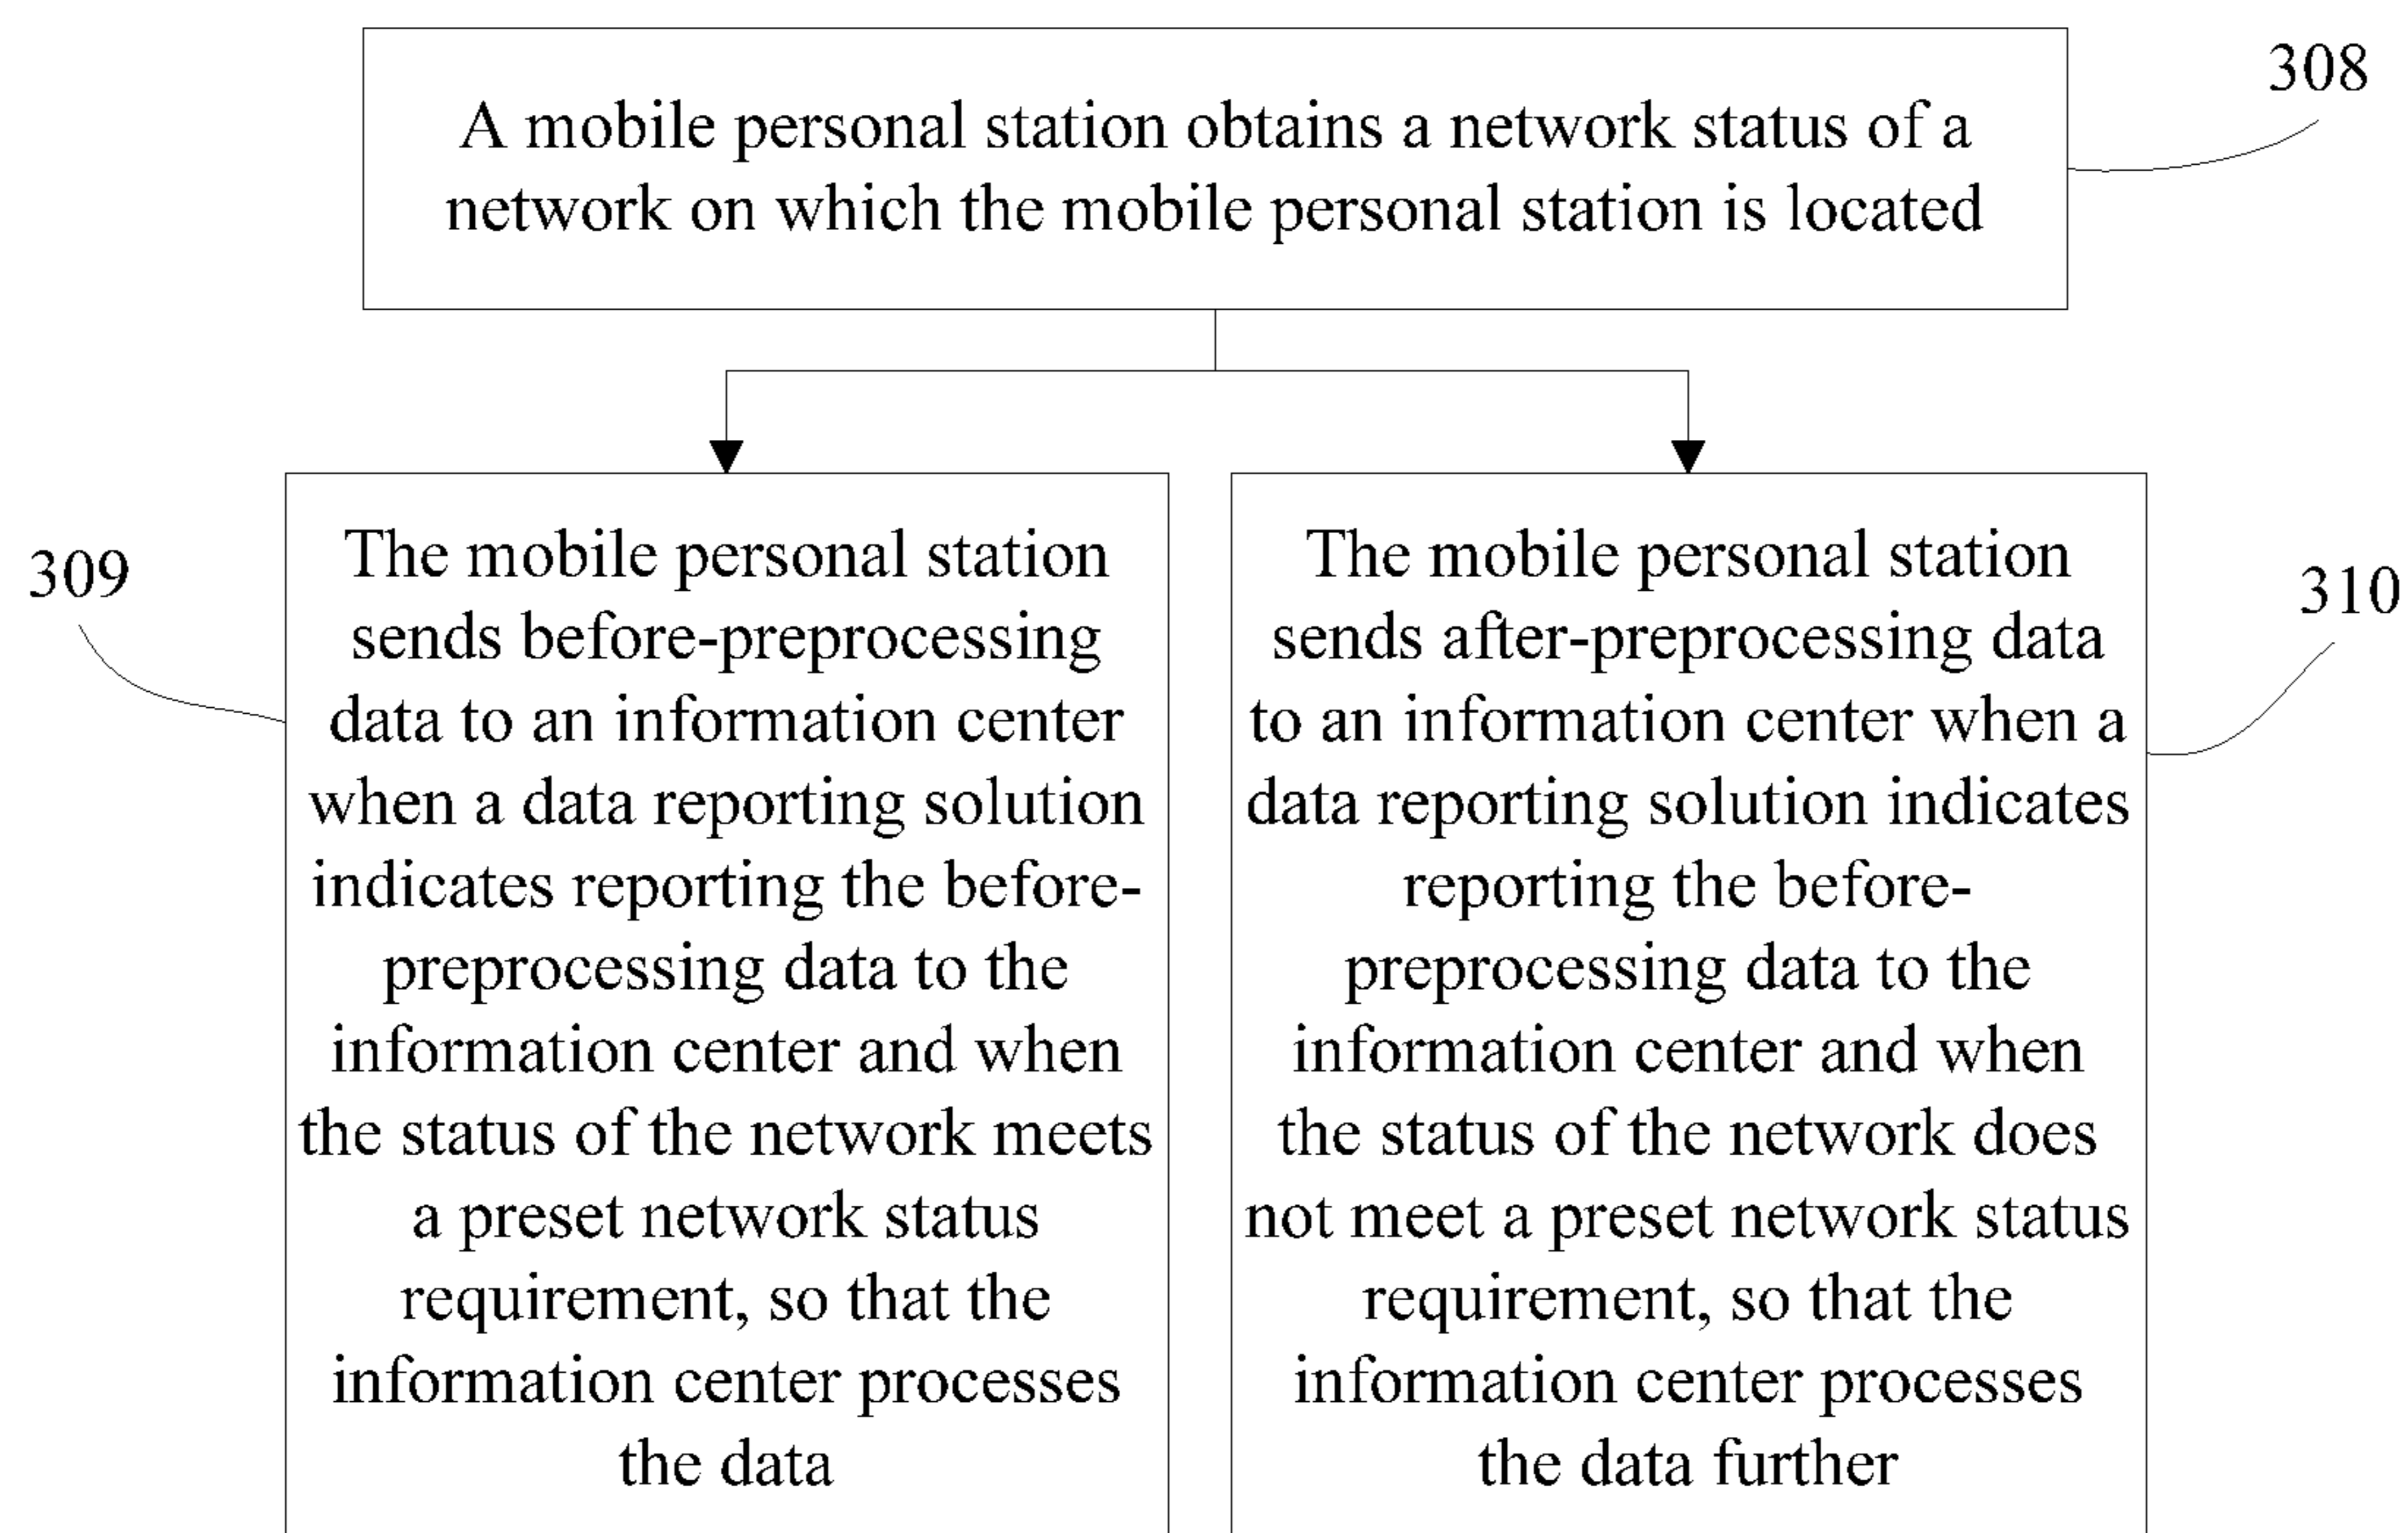 308
A mobile personal station obtains a network status of a
network on which the mobile personal station is located
309
The mobile personal station
sends before-preprocessing
data to an information center
when a data reporting solution
indicates reporting the before-
preprocessing data to the
information center and when
the status of the network meets
a preset network status
requirement, so that the
information center processes
the data
310
The mobile personal station
sends after-preprocessing data
to an information center when a
data reporting solution indicates
reporting the before-
preprocessing data to the
information center and when
the status of the network does
not meet a preset network status
requirement, so that the
information center processes
the data further